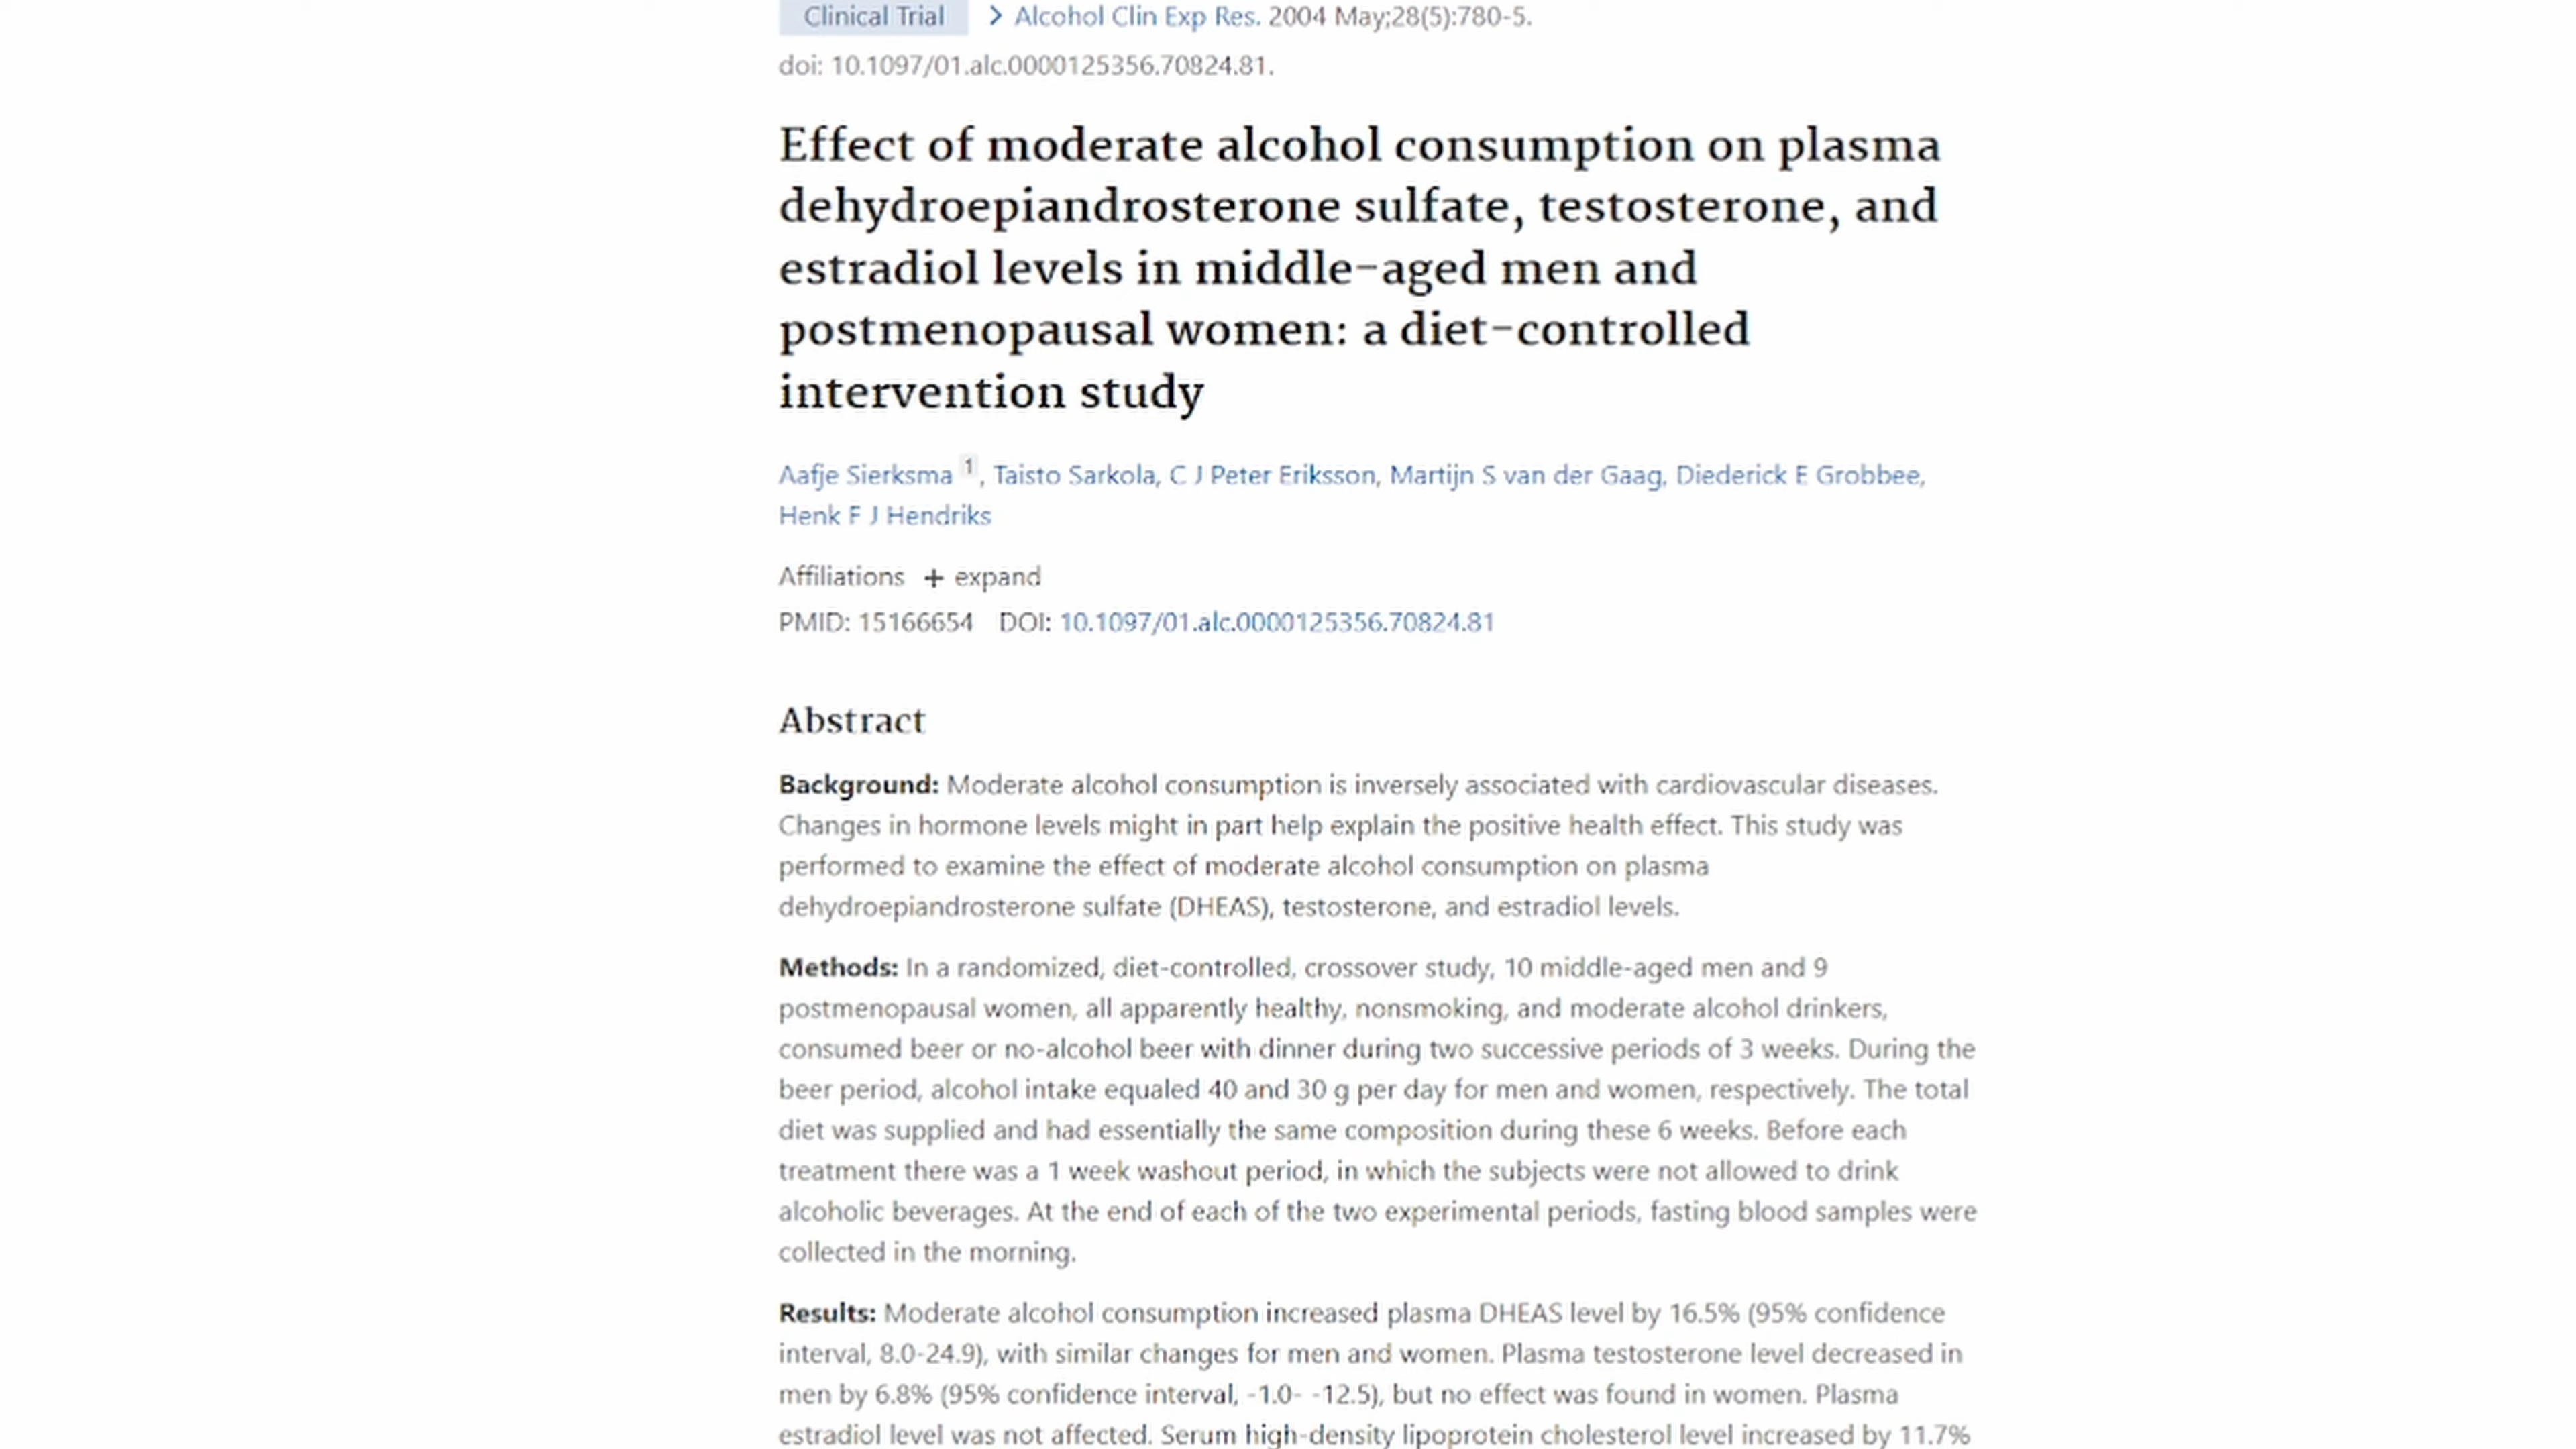 Clinical Trial > Alcohol Clin Exp Res. 2004 May;28(5):780-5.
doi: 10.1097/01.alc.0000125356.70824.81.
Effect of moderate alcohol consumption on plasma
dehydroepiandrosterone sulfate, testosterone, and
estradiol levels in middle-aged men and
postmenopausal women: a diet-controlled
intervention study
Aafje Sierksma 1, Taisto Sarkola, C J Peter Eriksson, Martijn S van der Gaag, Diederick E Grobbee,
Henk F J Hendriks
Affiliations + expand
PMID: 15166654 DOI: 10.1097/01.alc.0000125356.70824.81
Abstract
Background: Moderate alcohol consumption is inversely associated with cardiovascular diseases.
Changes in hormone levels might in part help explain the positive health effect. This study was
performed to examine the effect of moderate alcohol consumption on plasma
dehydroepiandrosterone sulfate (DHEAS), testosterone, and estradiol levels.
Methods: In a randomized, diet-controlled, crossover study, 10 middle-aged men and 9
postmenopausal women, all apparently healthy, nonsmoking, and moderate alcohol drinkers,
consumed beer or no-alcohol beer with dinner during two successive periods of 3 weeks. During the
beer period, alcohol intake equaled 40 and 30 g per day for men and women, respectively. The total
diet was supplied and had essentially the same composition during these 6 weeks. Before each
treatment there was a 1 week washout period, in which the subjects were not allowed to drink
alcoholic beverages. At the end of each of the two experimental periods, fasting blood samples were
collected in the morning.
Results: Moderate alcohol consumption increased plasma DHEAS level by 16.5% (95% confidence
interval, 8.0-24.9), with similar changes for men and women. Plasma testosterone level decreased in
men by 6.8% (95% confidence interval, -1.0- -12.5), but no effect was found in women. Plasma
estradiol level was not affected. Serum high-density lipoprotein cholesterol level increased by 11.7%